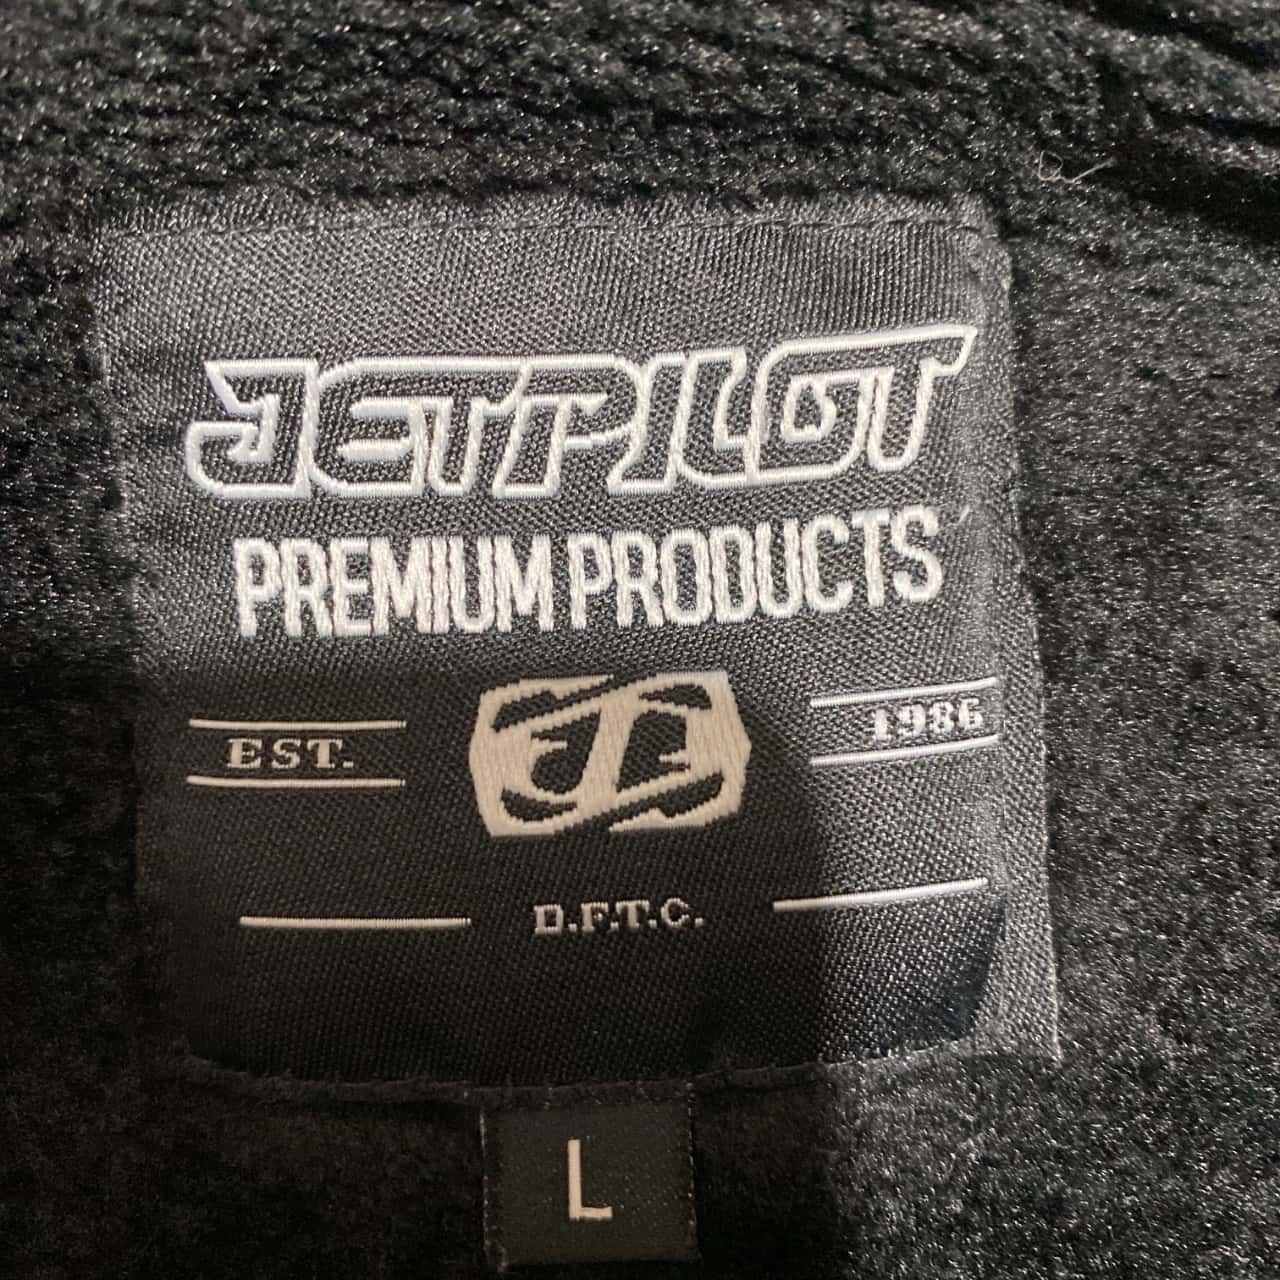 JETPILOT
PREMIUM PRODUCTS
EST. 1986
D.F.T.C.
L